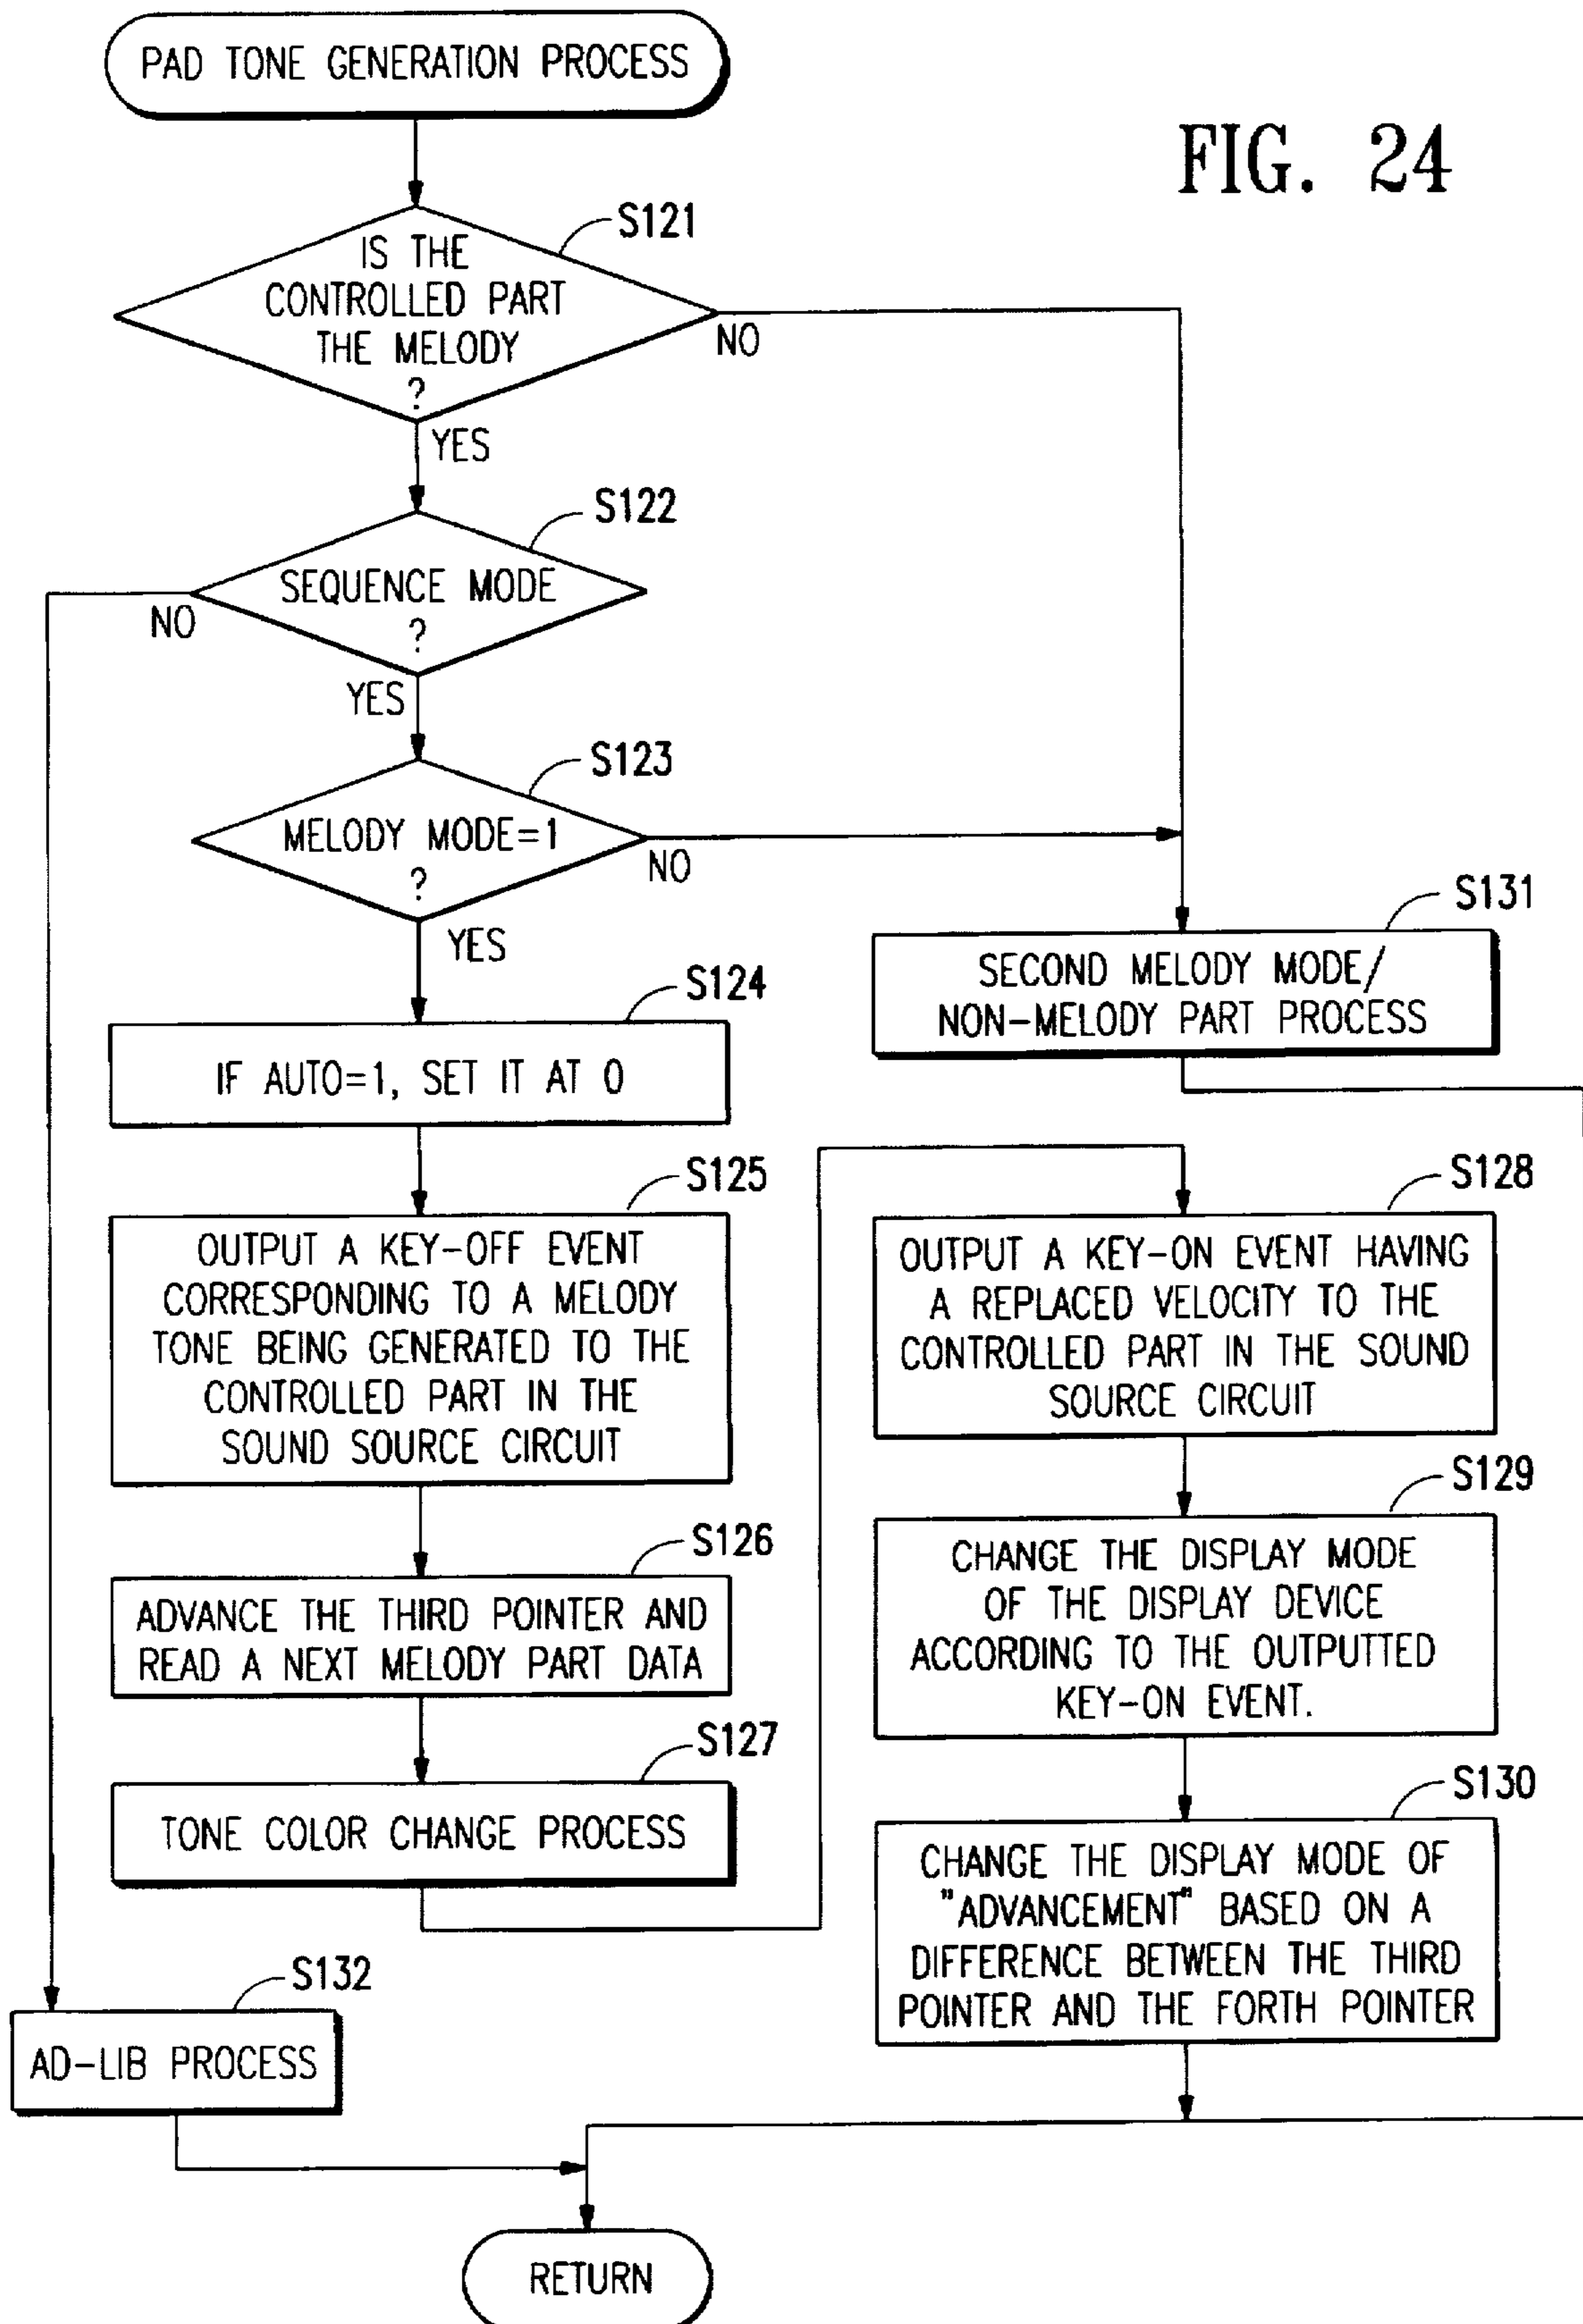 PAD TONE GENERATION PROCESS
FIG. 24
S121
IS THE
CONTROLLED PART
THE MELODY
?
NO
YES
S122
SEQUENCE MODE
?
NO
YES
S123
MELODY MODE=1
?
NO
YES
S124
IF AUTO=1, SET IT AT 0
S125
OUTPUT A KEY-OFF EVENT
CORRESPONDING TO A MELODY
TONE BEING GENERATED TO THE
CONTROLLED PART IN THE
SOUND SOURCE CIRCUIT
S126
ADVANCE THE THIRD POINTER AND
READ A NEXT MELODY PART DATA
S127
TONE COLOR CHANGE PROCESS
S131
SECOND MELODY MODE/
NON-MELODY PART PROCESS
S128
OUTPUT A KEY-ON EVENT HAVING
A REPLACED VELOCITY TO THE
CONTROLLED PART IN THE SOUND
SOURCE CIRCUIT
S129
CHANGE THE DISPLAY MODE
OF THE DISPLAY DEVICE
ACCORDING TO THE OUTPUTTED
KEY-ON EVENT.
S130
CHANGE THE DISPLAY MODE OF
"ADVANCEMENT" BASED ON A
DIFFERENCE BETWEEN THE THIRD
POINTER AND THE FORTH POINTER
S132
AD-LIB PROCESS
RETURN